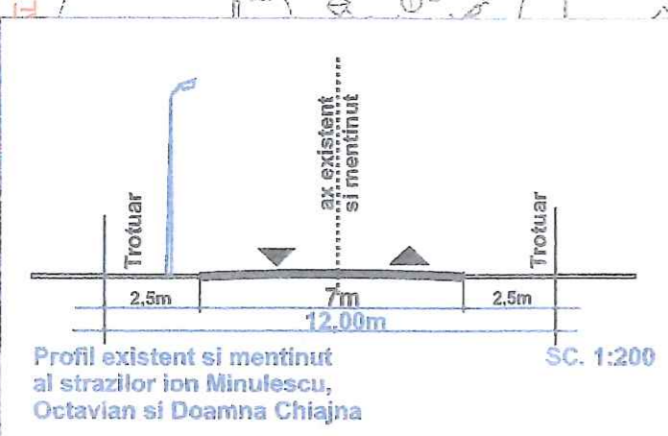 ax existent
si mentinut
Trotuar
Trotuar
2,5m
7m
2,5m
12.00m
Profil existent si mentinut
al strazilor ion Minulescu,
Octavian si Doamna Chiajna
SC. 1:200